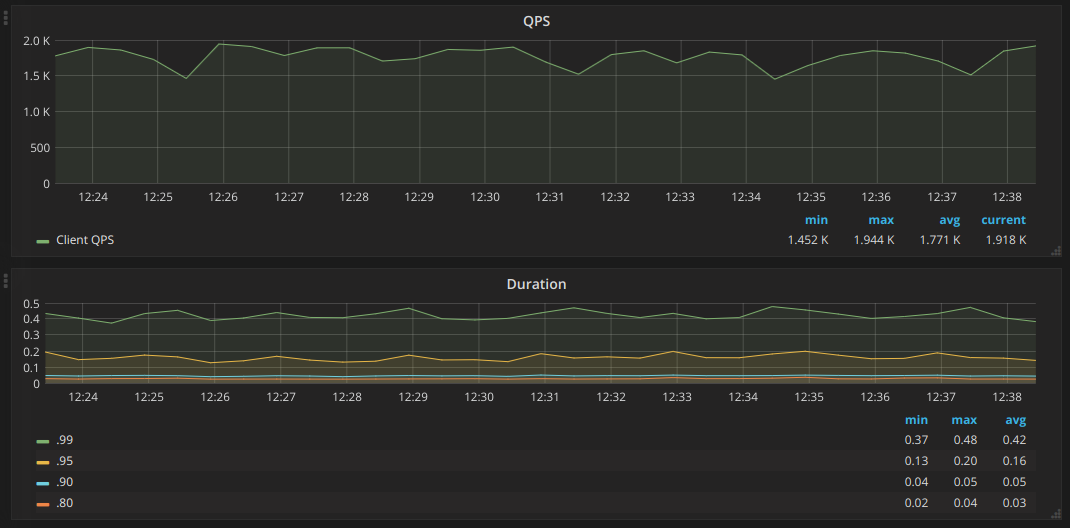 QPS
2.0 K
1.5 K
1.0 K
500
0
12:24 12:25 12:26 12:27 12:28 12:29 12:30 12:31 12:32 12:33 12:34 12:35 12:36 12:37 12:38
min max avg current
Client QPS 1.452 K 1.944 K 1.771 K 1.918 K
Duration
0.5
0.4
0.3
0.2
0.1
0
12:24 12:25 12:26 12:27 12:28 12:29 12:30 12:31 12:32 12:33 12:34 12:35 12:36 12:37 12:38
min max avg
.99 0.37 0.48 0.42
.95 0.13 0.20 0.16
.90 0.04 0.05 0.05
.80 0.02 0.04 0.03